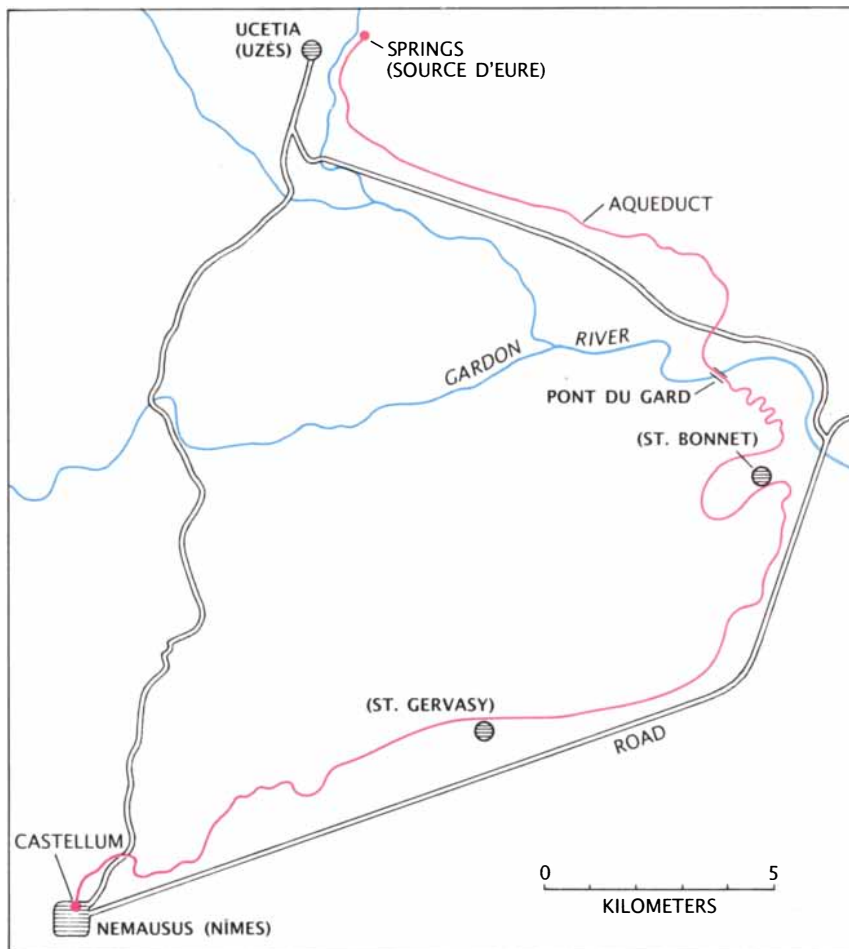 UCETIA
(UZÈS)
SPRINGS
(SOURCE D'EURE)
AQUEDUCT
RIVER
GARDON
PONT DU GARD
(ST. BONNET)
(ST. GERVASY)
ROAD
CASTELLUM
0 5
KILOMETERS
NEMAUSUS (NÎMES)